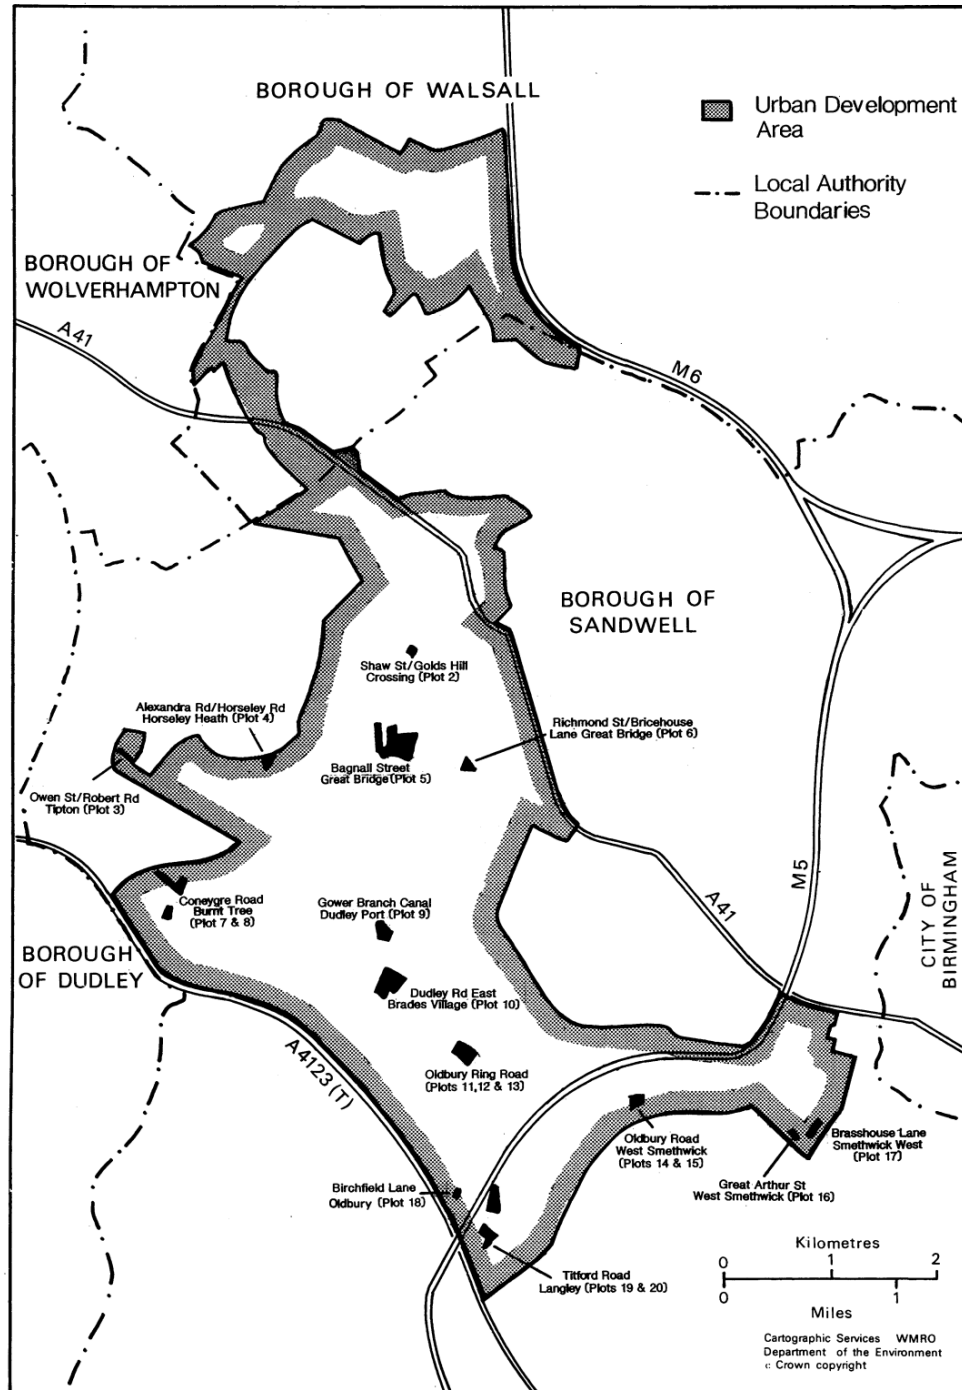 BOROUGH OF WALSALL
Urban Development
Area
Local Authority
Boundaries
BOROUGH OF
WOLVERHAMPTON
A41
M6
BOROUGH OF
SANDWELL
Shaw St/Golds Hill
Crossing (Plot 2)
Alexandra Rd/Horseley Rd
Horseley Heath (Plot 4)
Richmond St/Bricehouse
Lane Great Bridge (Plot 6)
Bagnall Street
Great Bridge (Plot 5)
Owen St/Robert Rd
Tipton (Plot 3)
Coneygre Road
Burnt Tree
(Plot 7 & 8)
Gower Branch Canal
Dudley Port (Plot 9)
M5
A41
CITY OF
BIRMINGHAM
BOROUGH
OF DUDLEY
Dudley Rd East
Brades Village (Plot 10)
A4123 (T)
Oldbury Ring Road
(Plots 11,12 & 13)
Oldbury Road
West Smethwick
(Plots 14 & 15)
Brasshouse Lane
Smethwick West
(Plot 17)
Great Arthur St
West Smethwick (Plot 16)
Birchfield Lane
Oldbury (Plot 18)
Titford Road
Langley (Plots 19 & 20)
Kilometres
0 1 2
0 1
Miles
Cartographic Services WMRO
Department of the Environment
c Crown copyright